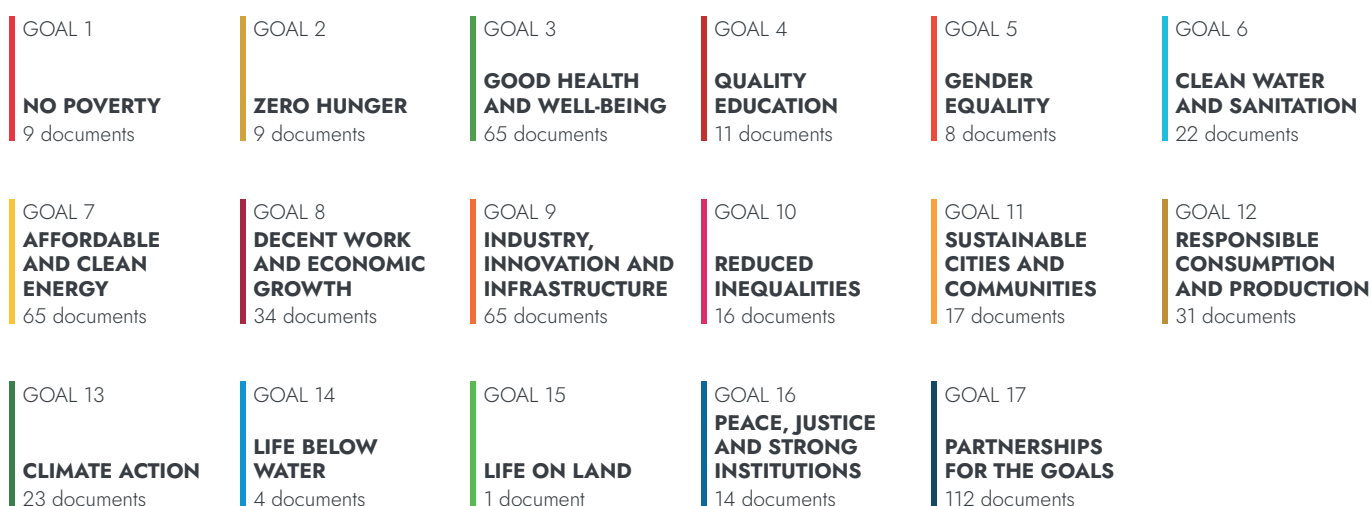 GOAL 1
NO POVERTY
9 documents
GOAL 2
ZERO HUNGER
9 documents
GOAL 3
GOOD HEALTH
AND WELL-BEING
65 documents
GOAL 4
QUALITY
EDUCATION
11 documents
GOAL 5
GENDER
EQUALITY
8 documents
GOAL 6
CLEAN WATER
AND SANITATION
22 documents
GOAL 7
AFFORDABLE
AND CLEAN
ENERGY
65 documents
GOAL 8
DECENT WORK
AND ECONOMIC
GROWTH
34 documents
GOAL 9
INDUSTRY,
INNOVATION AND
INFRASTRUCTURE
65 documents
GOAL 10
REDUCED
INEQUALITIES
16 documents
GOAL 11
SUSTAINABLE
CITIES AND
COMMUNITIES
17 documents
GOAL 12
RESPONSIBLE
CONSUMPTION
AND PRODUCTION
31 documents
GOAL 13
CLIMATE ACTION
23 documents
GOAL 14
LIFE BELOW
WATER
4 documents
GOAL 15
LIFE ON LAND
1 document
GOAL 16
PEACE, JUSTICE
AND STRONG
INSTITUTIONS
14 documents
GOAL 17
PARTNERSHIPS
FOR THE GOALS
112 documents